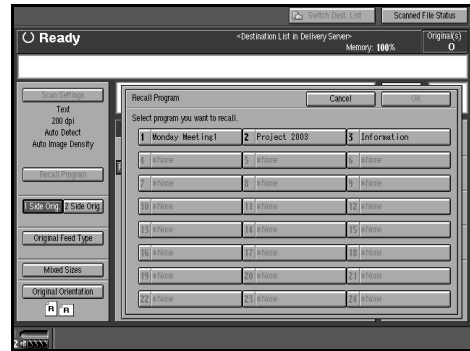 Switch Dest. List Scanned File Status
Ready <Destination List in Delivery Server> Original(s)
Memory: 100% 0
Scan Settings
Text
200 dpi
Auto Detect
Auto Image Density
Recall Program
1 Side Orig. 2 Side Orig.
Original Feed Type
Mixed Sizes
Original Orientation
R R
Recall Program Cancel OK
Select program you want to recall.
1 Monday Meeting1 2 Project 2003 3 Information
4 *None 5 *None 6 *None
7 *None 8 *None 9 *None
10 *None 11 *None 12 *None
13 *None 14 *None 15 *None
16 *None 17 *None 18 *None
19 *None 20 *None 21 *None
22 *None 23 *None 24 *None
2